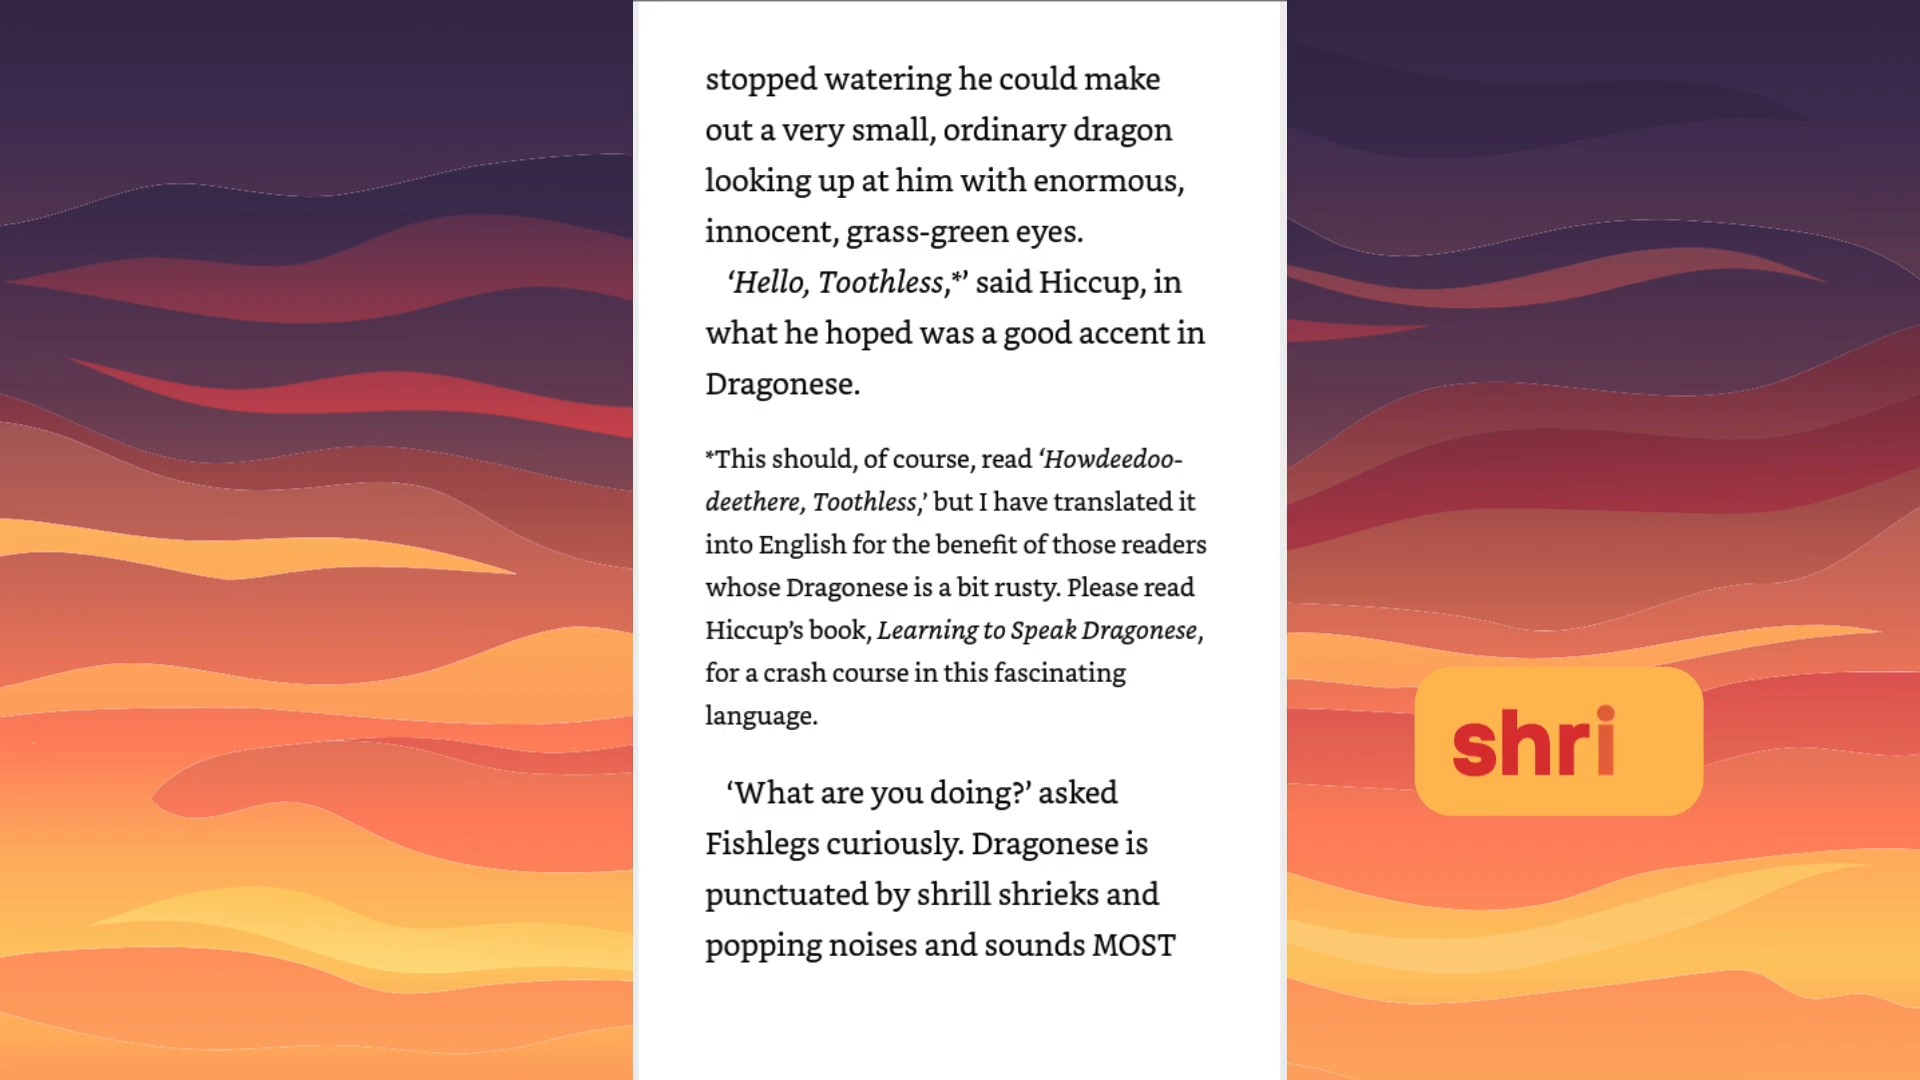 stopped watering he could make
out a very small, ordinary dragon
looking up at him with enormous,
innocent, grass-green eyes.
‘Hello, Toothless,*’ said Hiccup, in
what he hoped was a good accent in
Dragonese.
*This should, of course, read ‘Howdeedoo-
deethere, Toothless,’ but I have translated it
into English for the benefit of those readers
whose Dragonese is a bit rusty. Please read
Hiccup’s book, Learning to Speak Dragonese,
for a crash course in this fascinating
language.
‘What are you doing?’ asked
Fishlegs curiously. Dragonese is
punctuated by shrill shrieks and
popping noises and sounds MOST
shri